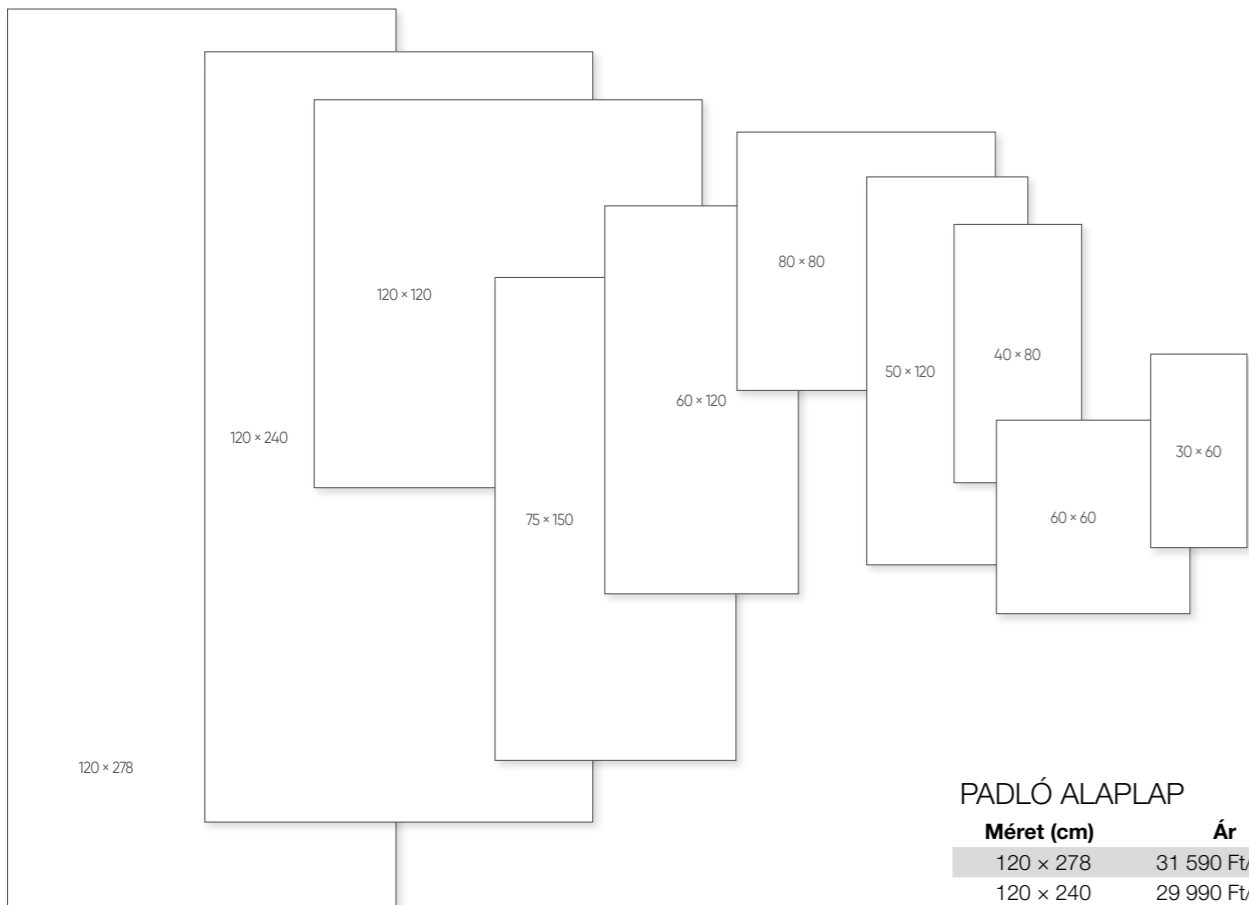 120 × 120
80 × 80
40 × 80
50 × 120
60 × 120
120 × 240
30 × 60
75 × 150
60 × 60
120 × 278
PADLÓ ALAPLAP
Méret (cm) Ár
120 × 278 31 590 Ft/
120 × 240 29 990 Ft/